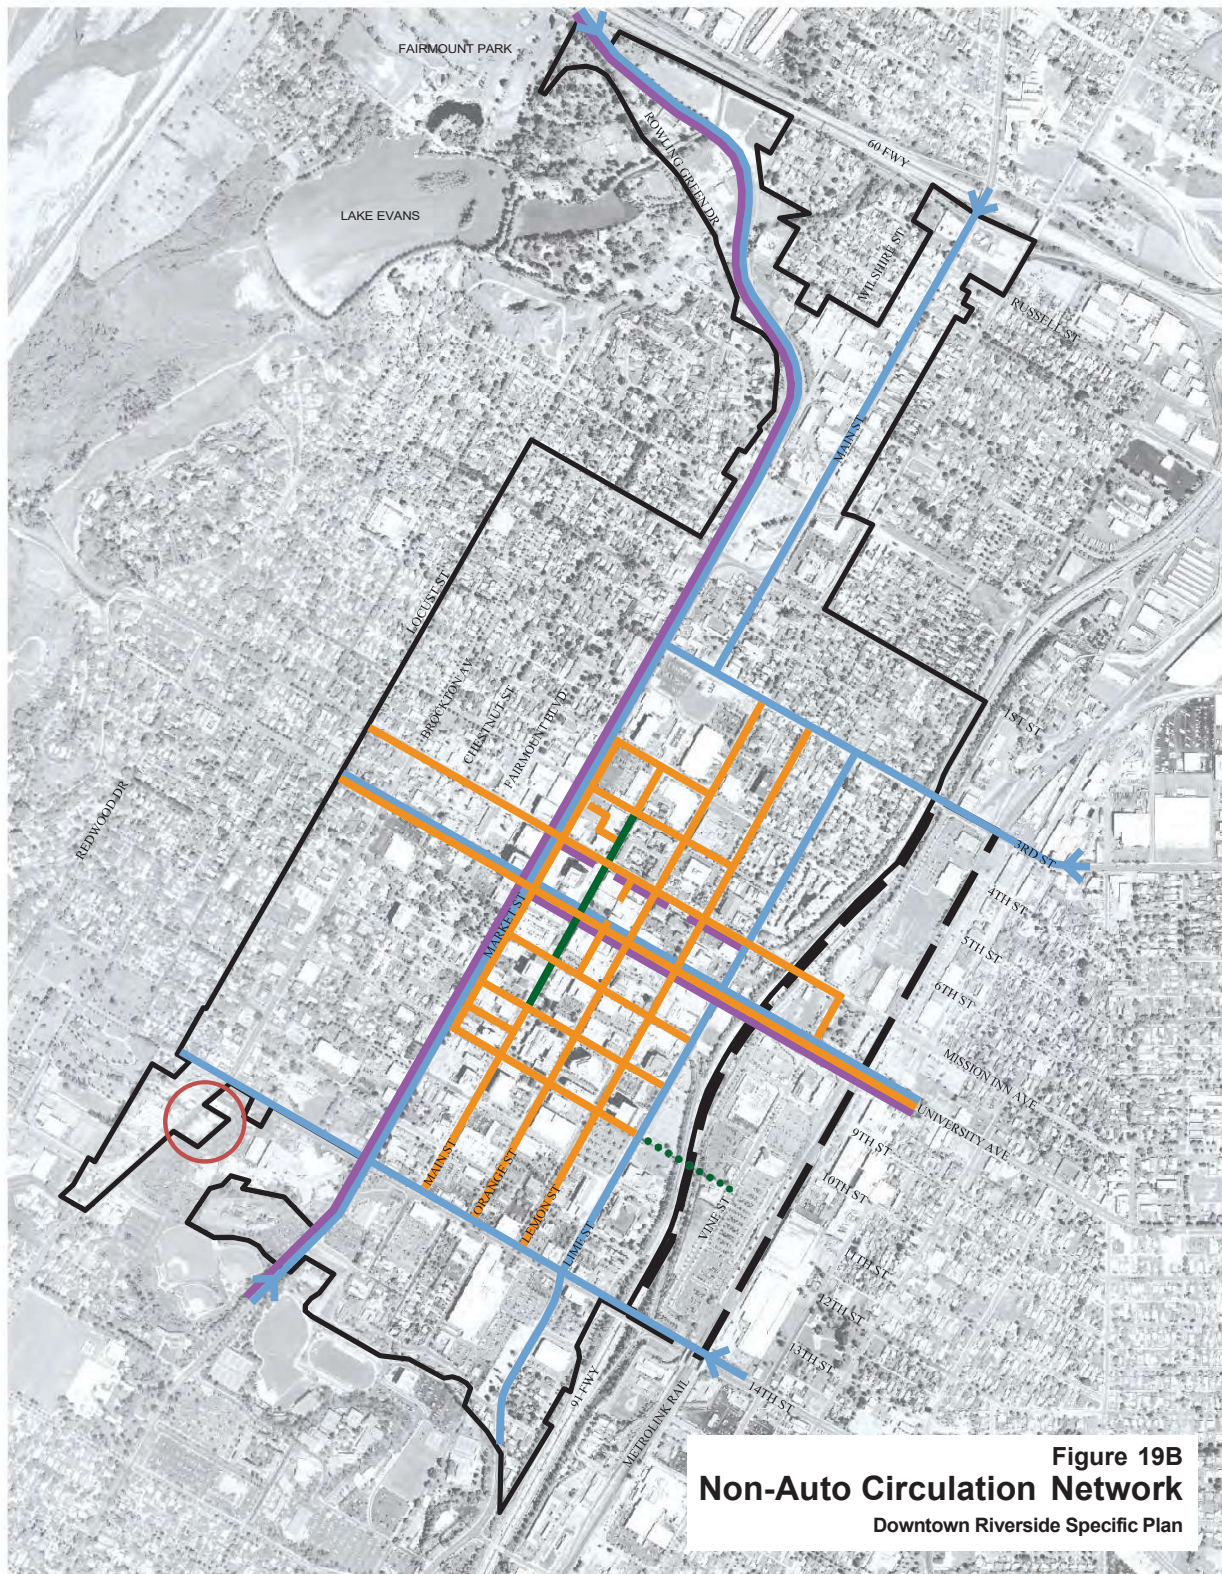 FAIRMOUNT PARK
ROWLING GREEN DR
60 FWY
LAKE EVANS
WILSHIRE ST
RUSSELL ST
MAIN ST
LOCUST ST
BROCKTON AV
CHESTNUT ST
FAIRMOUNT BLVD
1ST ST
REDWOOD DR
3RD ST
4TH ST
MARKET ST
5TH ST
6TH ST
MISSION INN AVE
UNIVERSITY AVE
9TH ST
10TH ST
MAIN ST
ORANGE ST
LEMON ST
LIME ST
VINE ST
11TH ST
12TH ST
13TH ST
14TH ST
91 FWY
METROLINK RAIL
Figure 19B
Non-Auto Circulation Network
Downtown Riverside Specific Plan